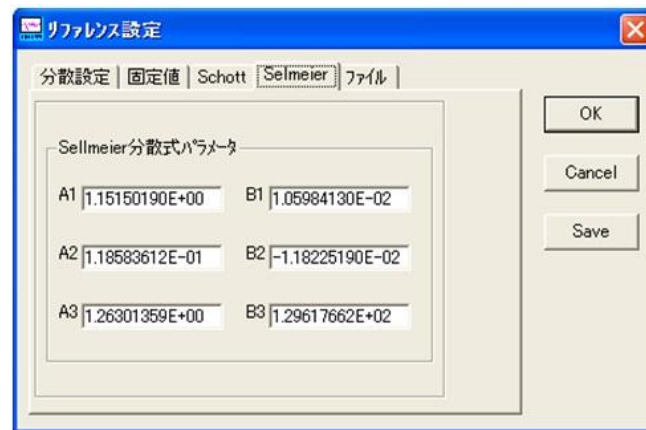 リファレンス設定
分散設定 固定値 Schott Selmeier ファイル
Sellmeier分散式パラメータ
A1 1.15150190E+00 B1 1.05984130E-02
A2 1.18583612E-01 B2 -1.18225190E-02
A3 1.26301359E+00 B3 1.29617662E+02
OK
Cancel
Save